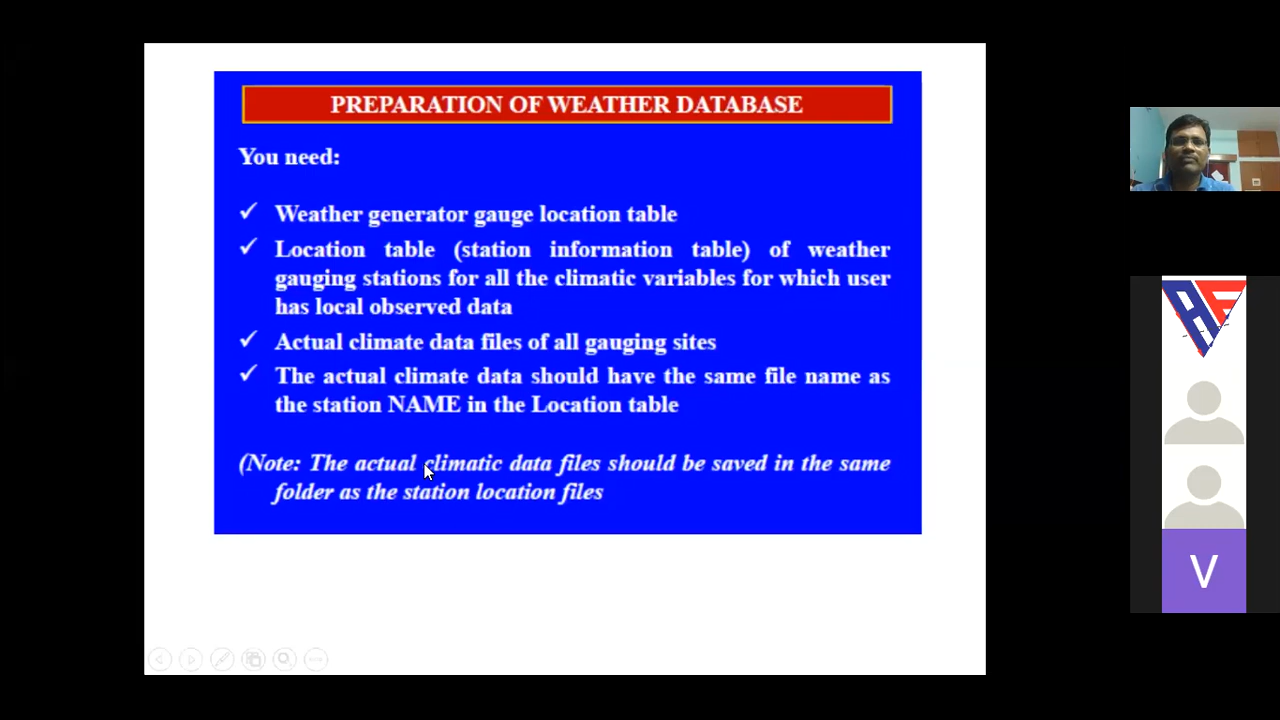 PREPARATION OF WEATHER DATABASE
You need:
✓ Weather generator gauge location table
✓ Location table (station information table) of weather
gauging stations for all the climatic variables for which user
has local observed data
✓ Actual climate data files of all gauging sites
✓ The actual climate data should have the same file name as
the station NAME in the Location table
(Note: The actual climatic data files should be saved in the same
folder as the station location files
AF
V